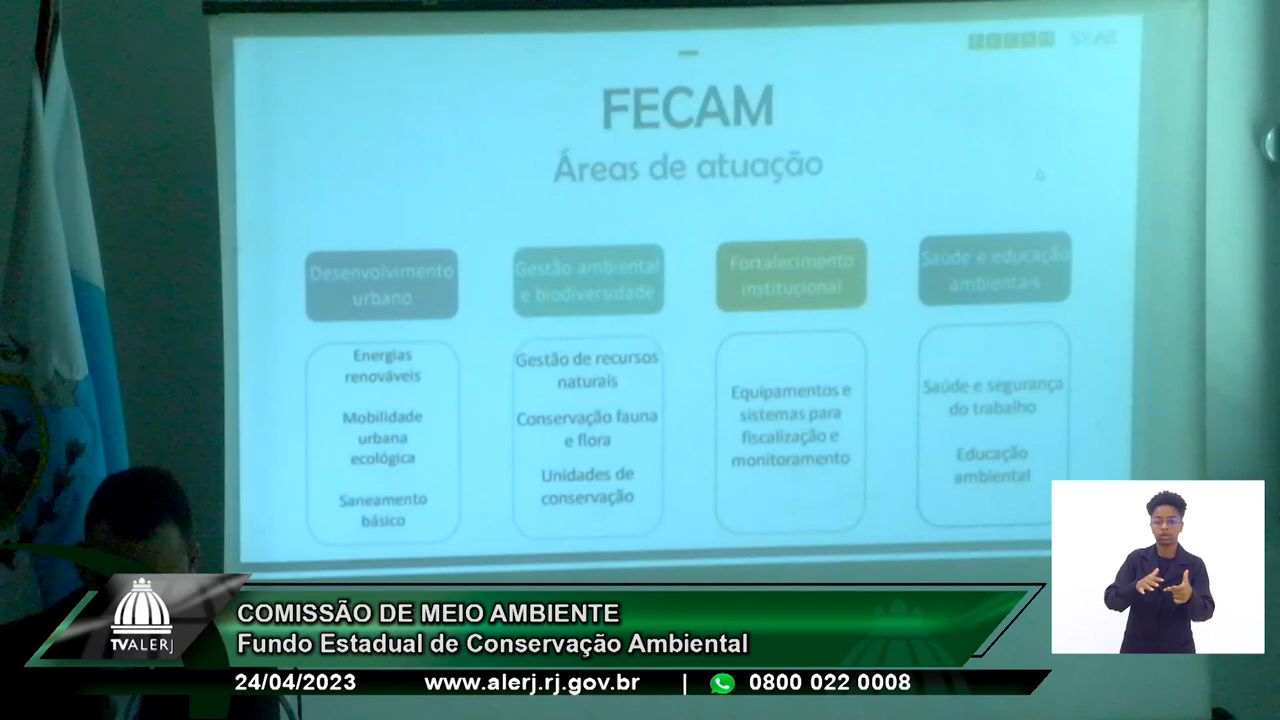 FECAM
FECAM
Áreas de atuação
Desenvolvimento
urbano
Gestão ambiental
e biodiversidade
Fortalecimento
institucional
Saúde e educação
ambientais
Energias
renováveis
Mobilidade
urbana
ecológica
Saneamento
básico
Gestão de recursos
naturais
Conservação fauna
e flora
Unidades de
conservação
Equipamentos e
sistemas para
fiscalização e
monitoramento
Saúde e segurança
do trabalho
Educação
ambiental
TVALERJ
COMISSÃO DE MEIO AMBIENTE
Fundo Estadual de Conservação Ambiental
24/04/2023 www.alerj.rj.gov.br | 0800 022 0008